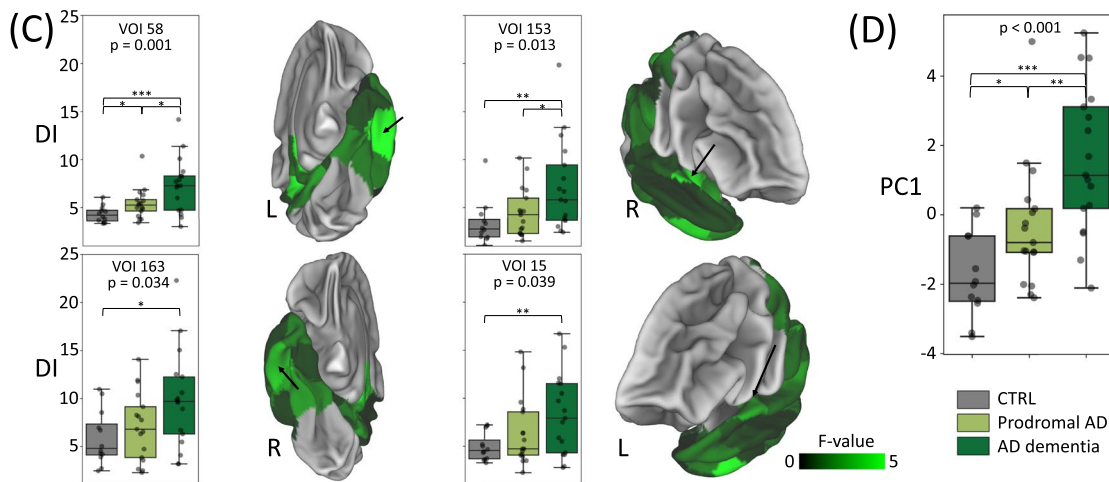 (C)
25
20
15
10
5
DI
VOI 58
p = 0.001
***
*
*
L
VOI 153
p = 0.013
**
*
R
25
20
15
10
5
DI
VOI 163
p = 0.034
*
R
VOI 15
p = 0.039
**
L
F-value
0
5
(D)
p < 0.001
***
*
**
PC1
4
2
0
-2
-4
CTRL
Prodromal AD
AD dementia